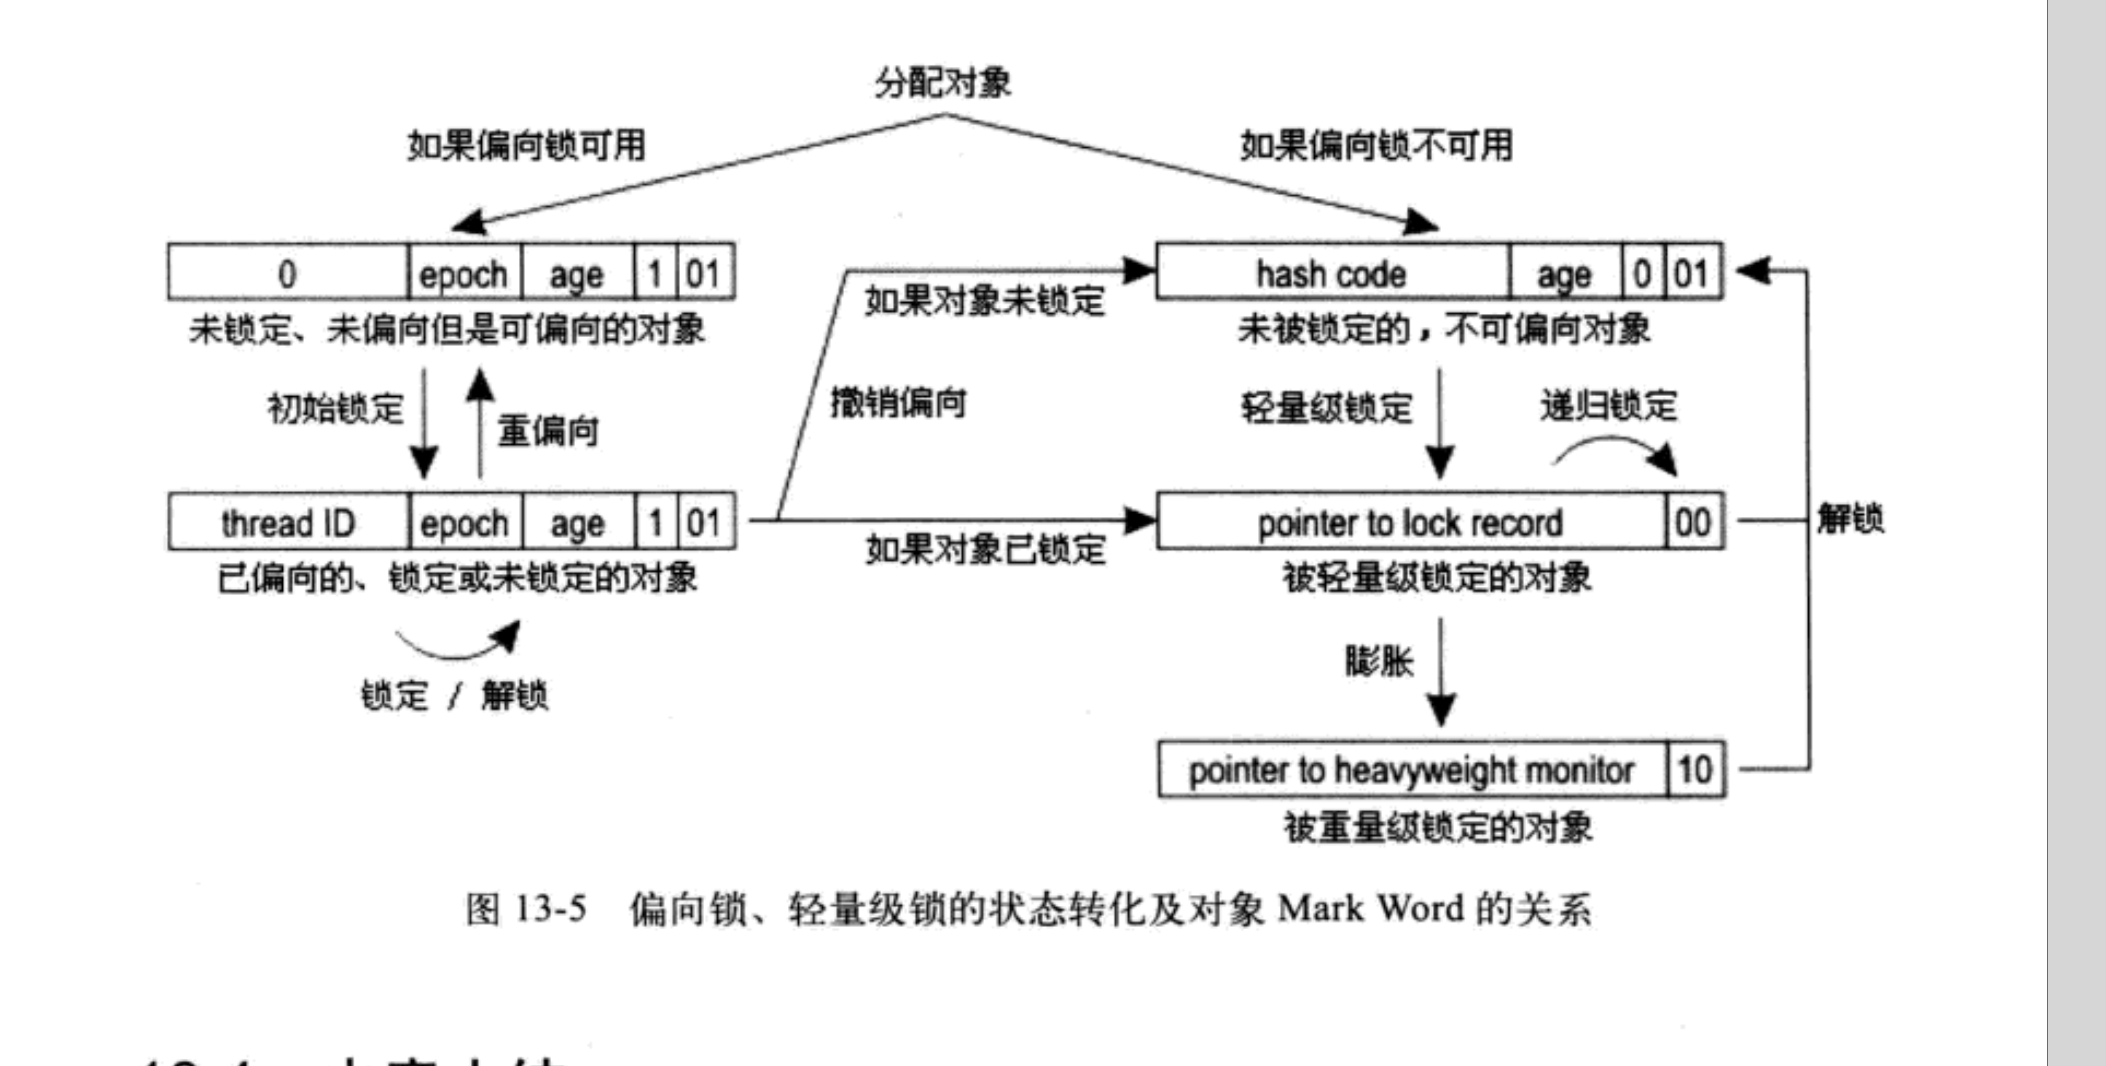 分配对象
如果偏向锁可用
如果偏向锁不可用
0 epoch age 1 01
hash code age 0 01
未锁定、未偏向但是可偏向的对象
如果对象未锁定
未被锁定的，不可偏向对象
初始锁定
重偏向
撤销偏向
轻量级锁定
递归锁定
thread ID epoch age 1 01
pointer to lock record 00
解锁
已偏向的、锁定或未锁定的对象
如果对象已锁定
被轻量级锁定的对象
锁定 / 解锁
膨胀
pointer to heavyweight monitor 10
被重量级锁定的对象
图 13-5 偏向锁、轻量级锁的状态转化及对象 Mark Word 的关系